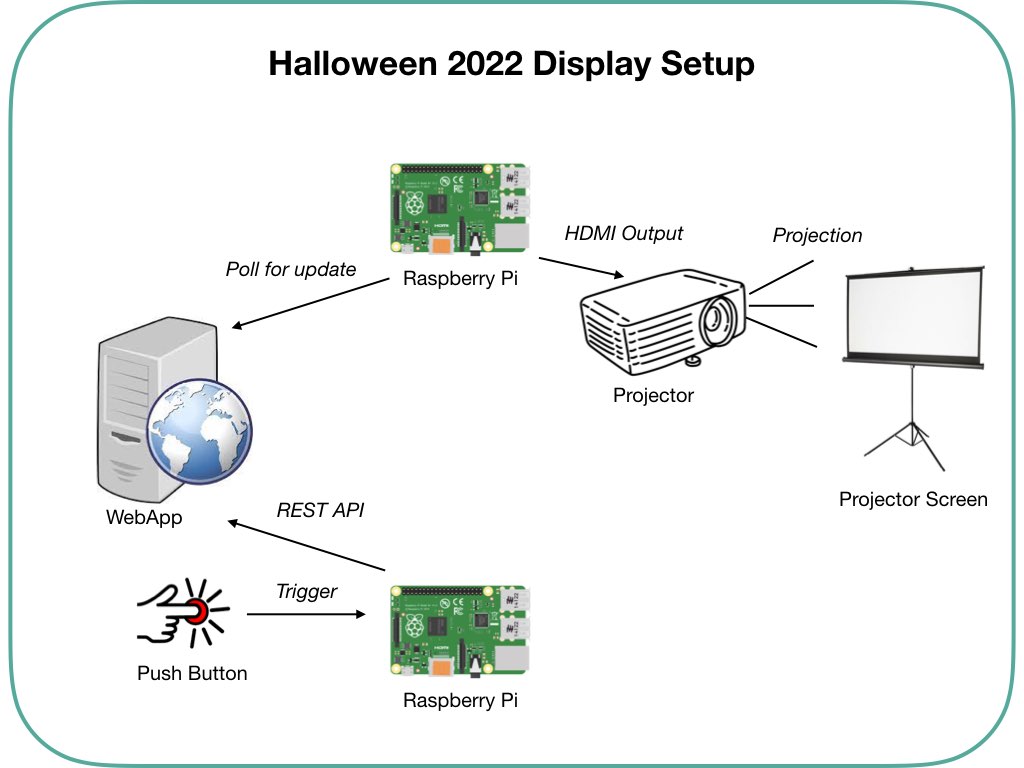 Halloween 2022 Display Setup
HDMI Output
Projection
Poll for update
Raspberry Pi
Projector
Projector Screen
WebApp
REST API
Trigger
Push Button
Raspberry Pi